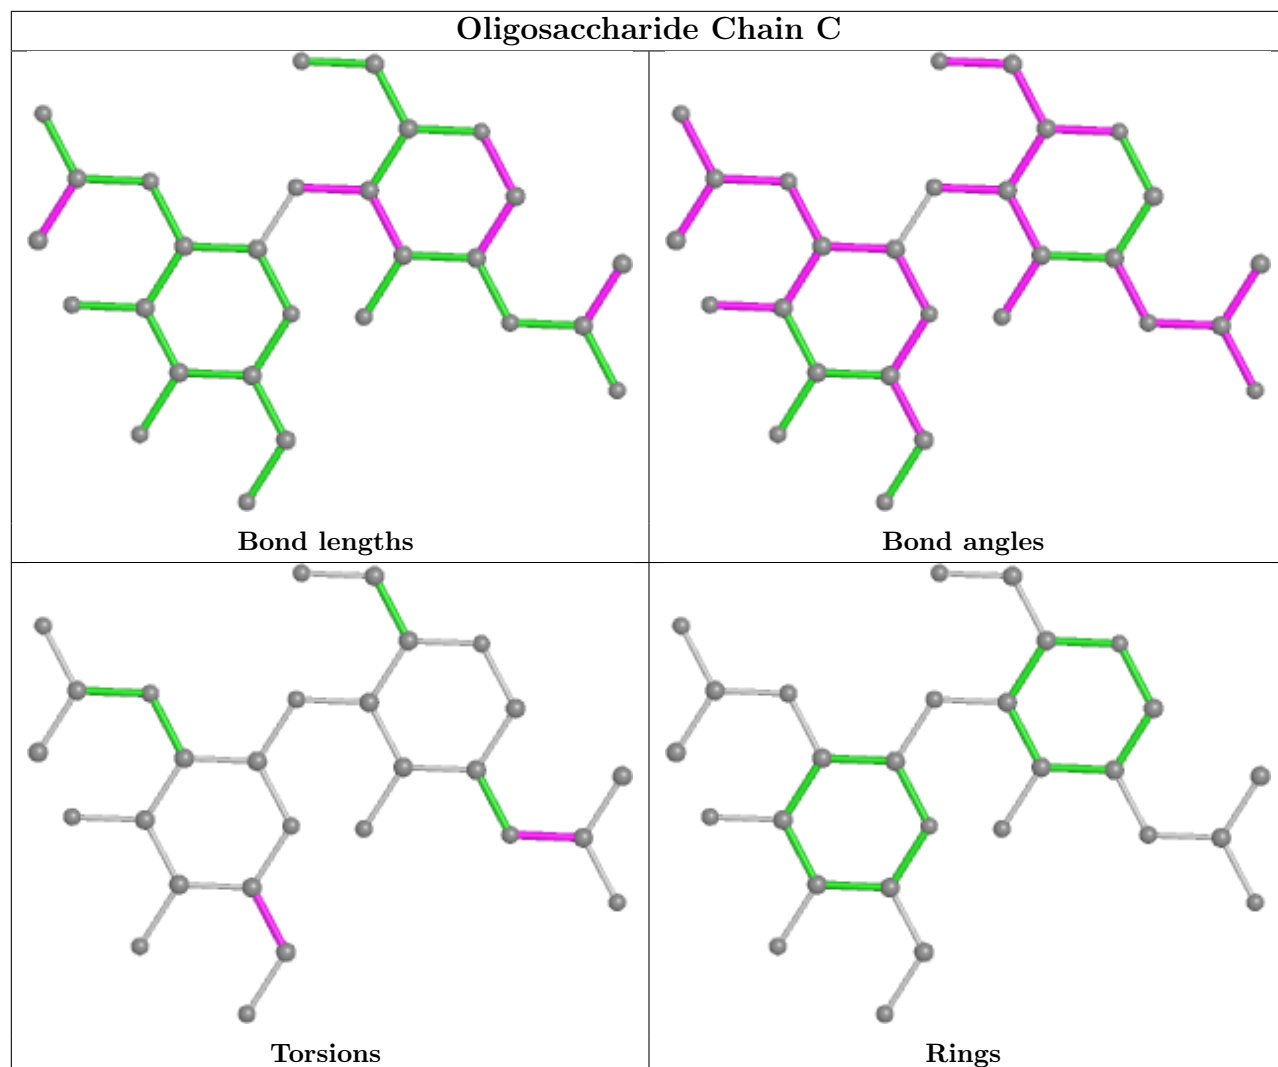 Oligosaccharide Chain C
Bond lengths
Bond angles
Torsions
Rings